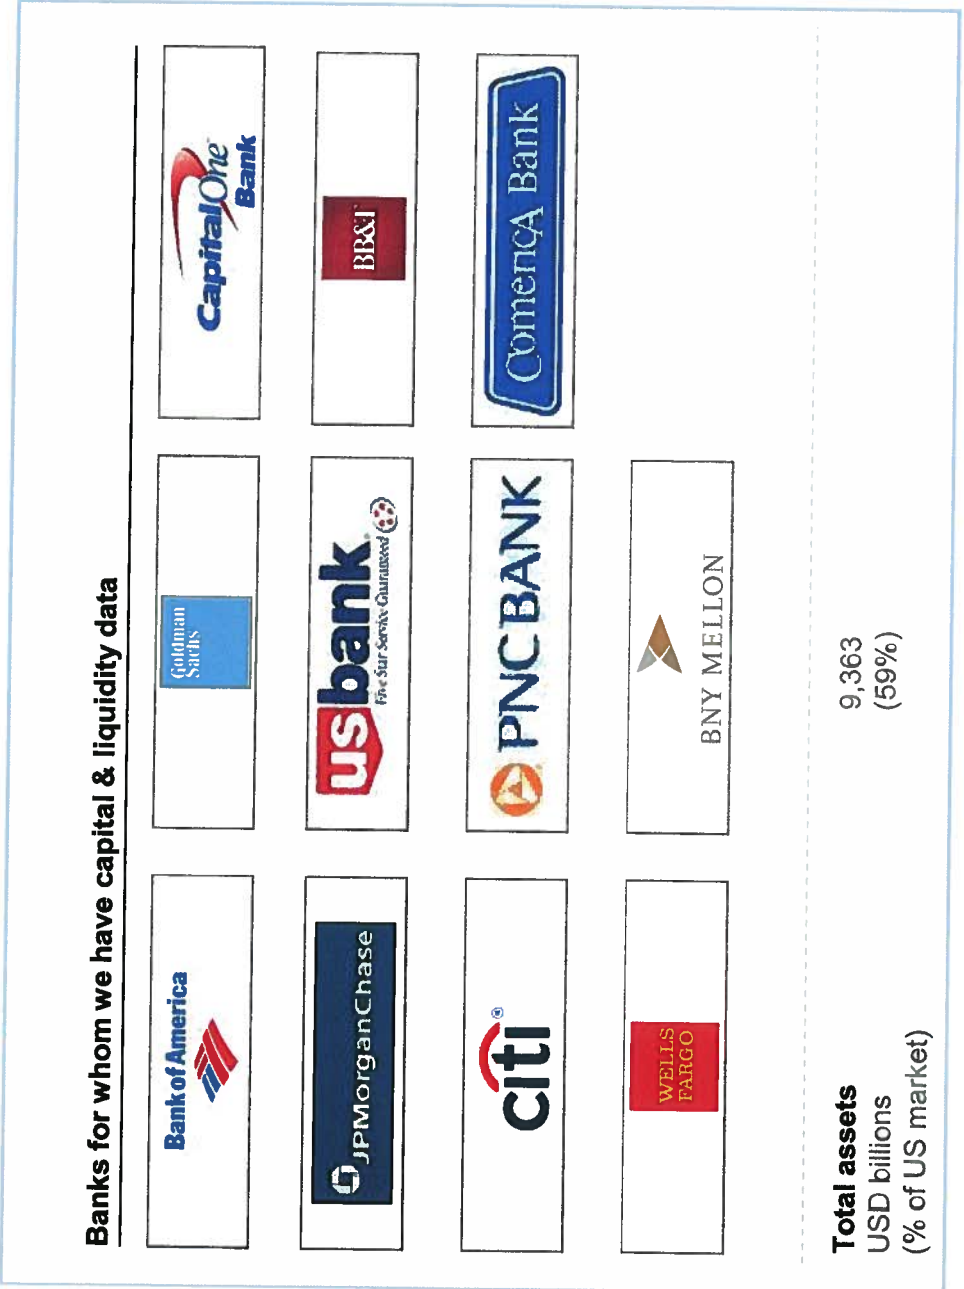 Banks for whom we have capital & liquidity data
Bank of America
Goldman
Sachs
CapitalOne
Bank
JPMorganChase
usbank
Five Star Service Guaranteed
BB&T
citi®
PNCBANK
ComericA Bank
WELLS
FARGO
BNY MELLON
Total assets
USD billions
(% of US market)
9,363
(59%)